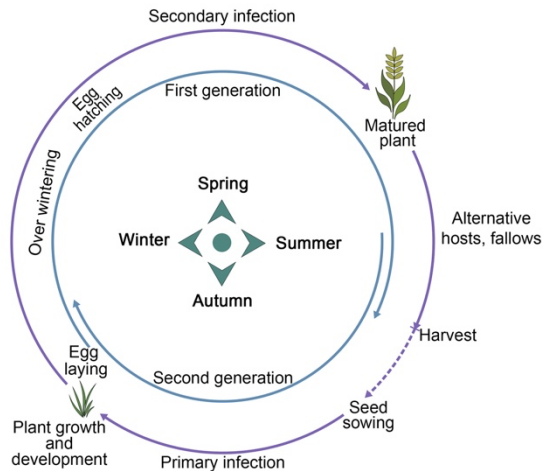 Secondary infection
Egg
hatching
First generation
Matured
plant
Over wintering
Spring
Winter
Summer
Autumn
Alternative
hosts, fallows
Harvest
Egg
laying
Second generation
Seed
sowing
Plant growth
and
development
Primary infection